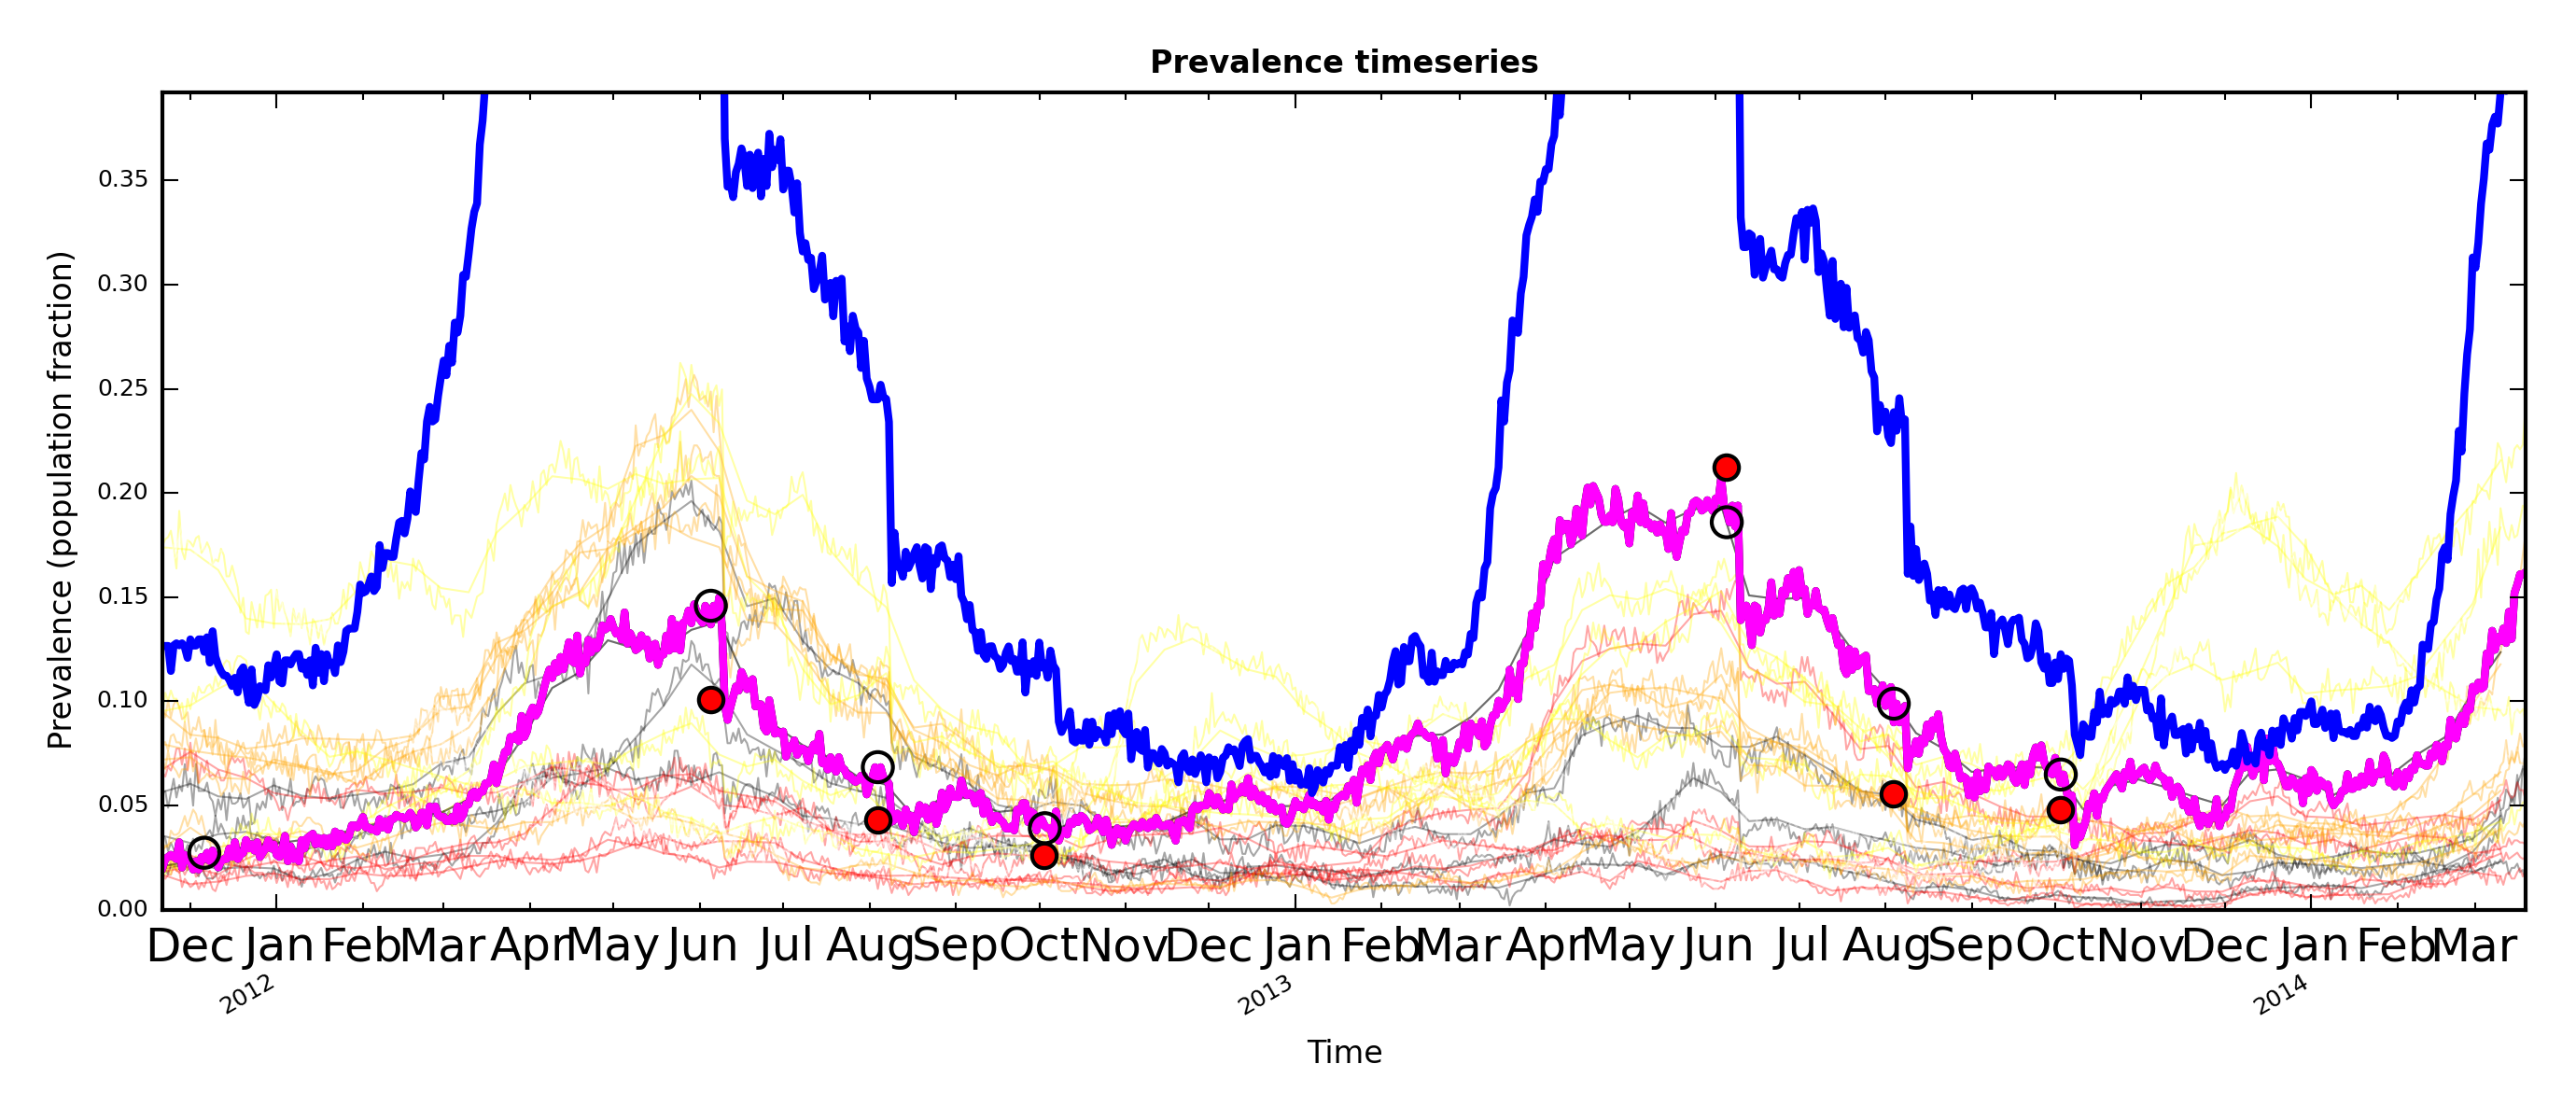 Prevalence timeseries
Prevalence (population fraction)
0.35
0.30
0.25
0.20
0.15
0.10
0.05
0.00
Dec Jan Feb Mar Apr May Jun Jul Aug Sep Oct Nov Dec Jan Feb Mar Apr May Jun Jul Aug Sep Oct Nov Dec Jan Feb Mar
2012 2013 2014
Time